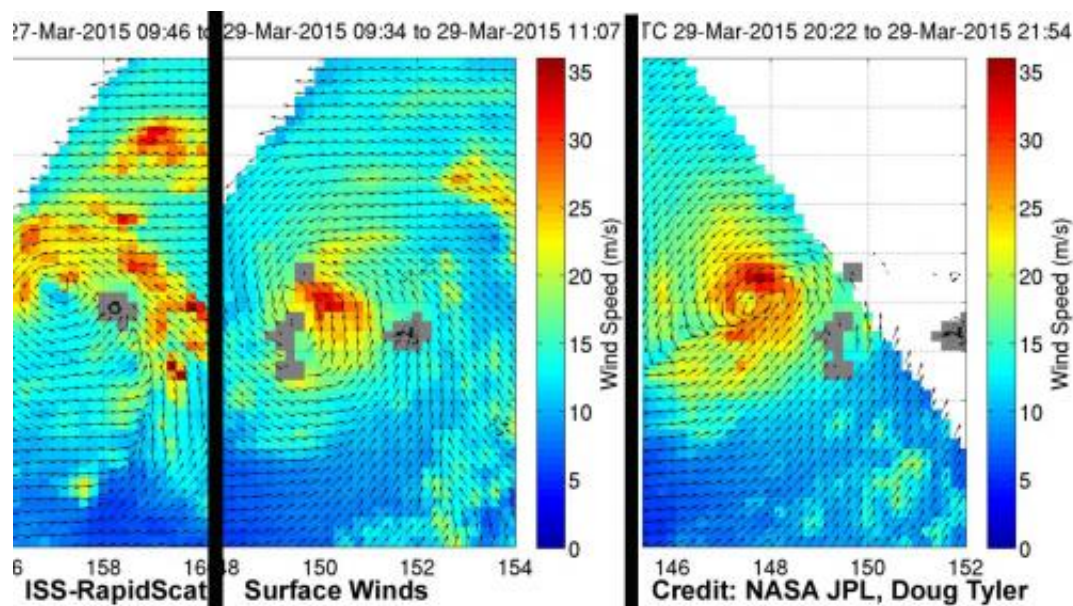 27-Mar-2015 09:46 to
29-Mar-2015 09:34 to 29-Mar-2015 11:07
TC 29-Mar-2015 20:22 to 29-Mar-2015 21:54
35
30
25
20
15
10
5
0
Wind Speed (m/s)
35
30
25
20
15
10
5
0
Wind Speed (m/s)
6 158 16
8 150 152 154
146 148 150 152
ISS-RapidScat Surface Winds Credit: NASA JPL, Doug Tyler